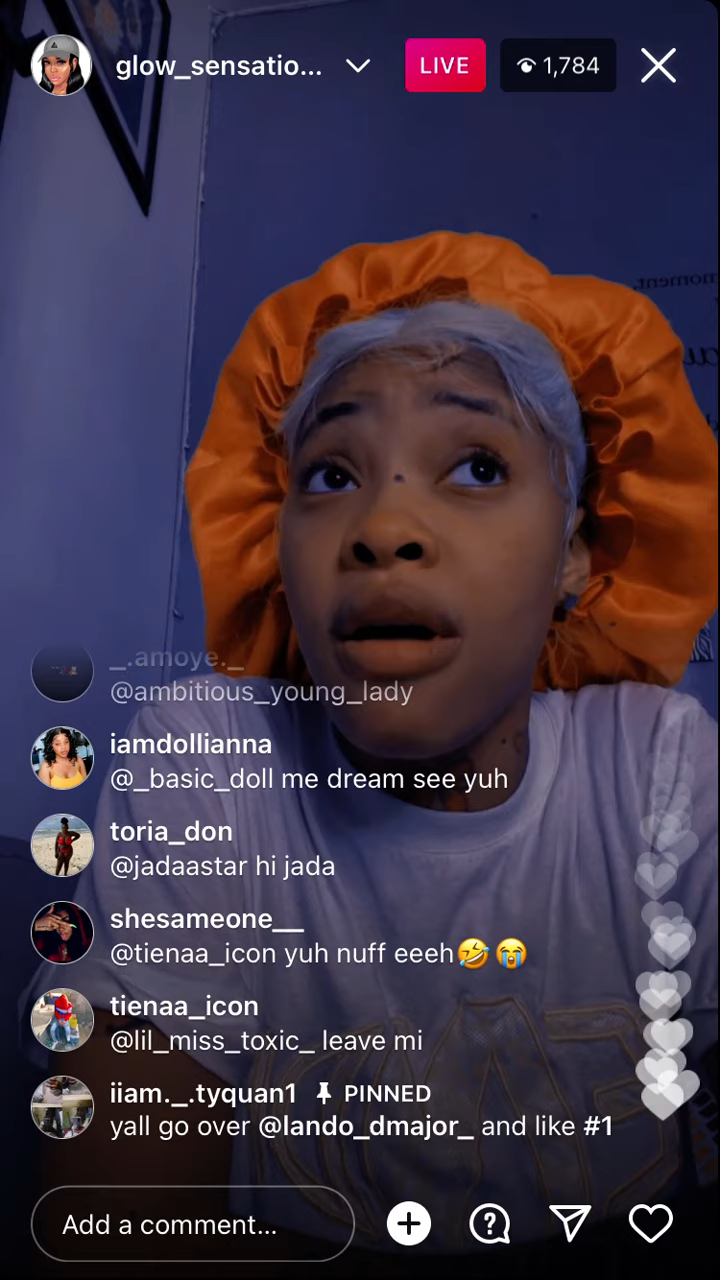 glow_sensatio...
LIVE
1,784
_.amoye._
@ambitious_young_lady
iamdollianna
@_basic_doll me dream see yuh
toria_don
@jadaastar hi jada
shesameone__
@tienaa_icon yuh nuff eeeh🤣😭
tienaa_icon
@lil_miss_toxic_ leave mi
iiam._.tyquan1 PINNED
yall go over @lando_dmajor_ and like #1
Add a comment...